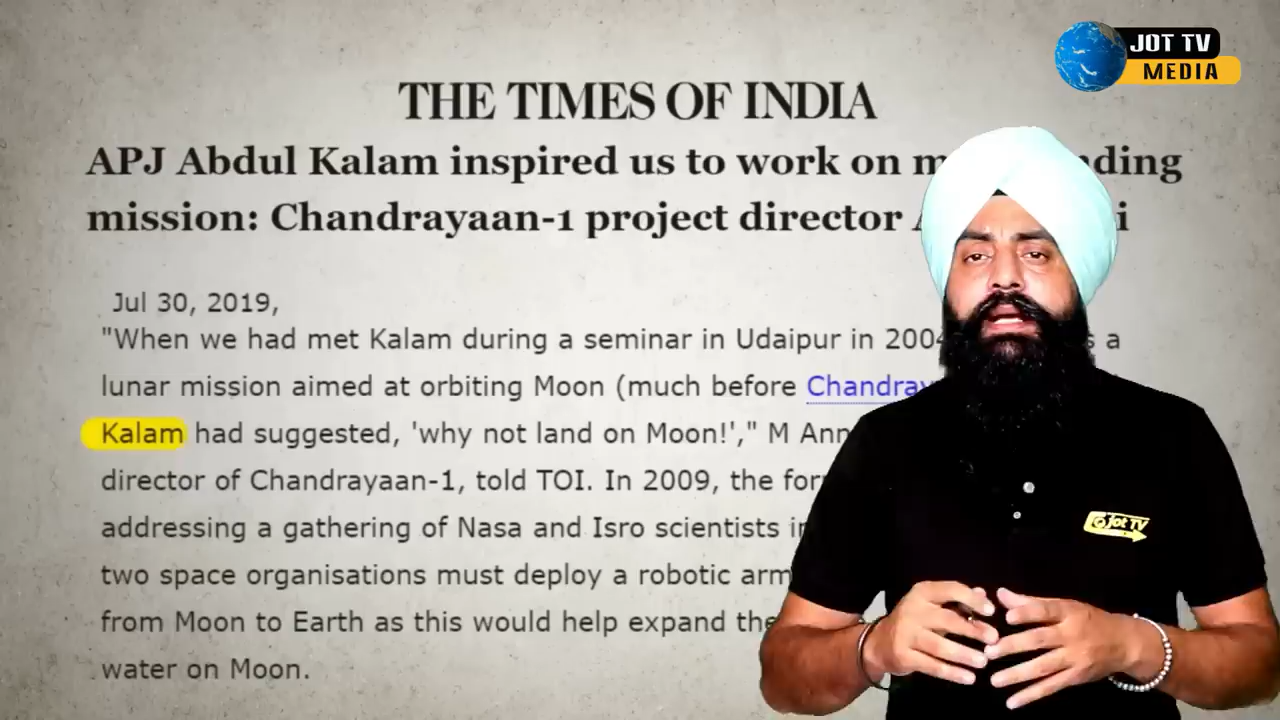 JOT TV
MEDIA
THE TIMES OF INDIA
APJ Abdul Kalam inspired us to work on
mission: Chandrayaan-1 project director
Jul 30, 2019,
"When we had met Kalam during a seminar in Udaipur in 2004 a
lunar mission aimed at orbiting Moon (much before
Kalam had suggested, 'why not land on Moon!'," M
director of Chandrayaan-1, told TOI. In 2009, the
addressing a gathering of Nasa and Isro scientists
two space organisations must deploy a robotic arm
from Moon to Earth as this would help expand the
water on Moon.
Jot TV